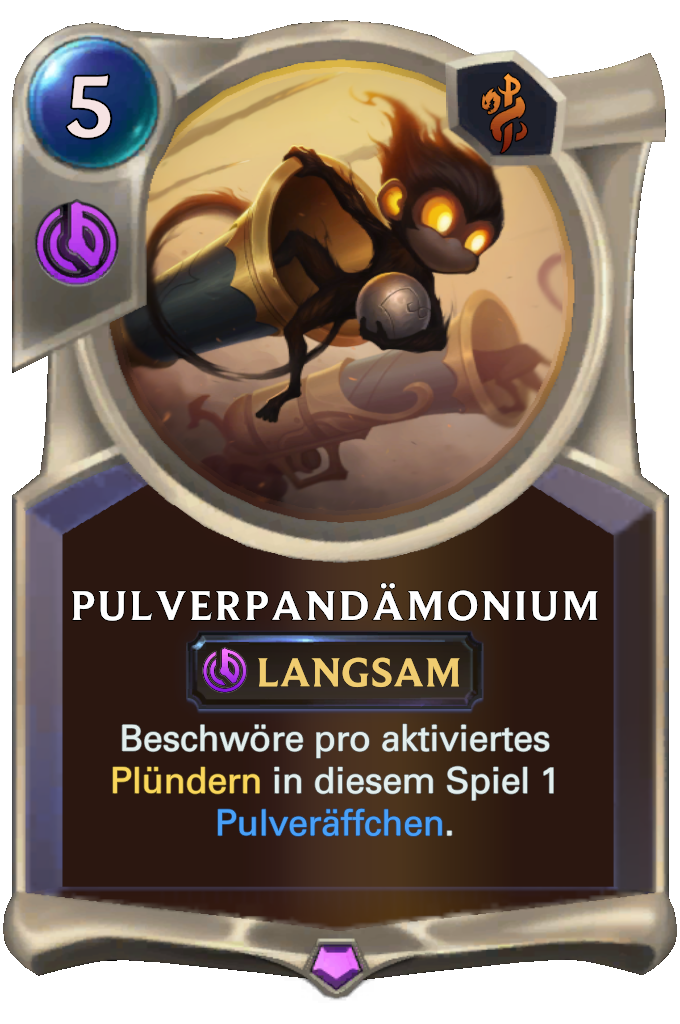 5
PULVERPANDÄMONIUM
LANGSAM
Beschwöre pro aktiviertes
Plündern in diesem Spiel 1
Pulveräffchen.